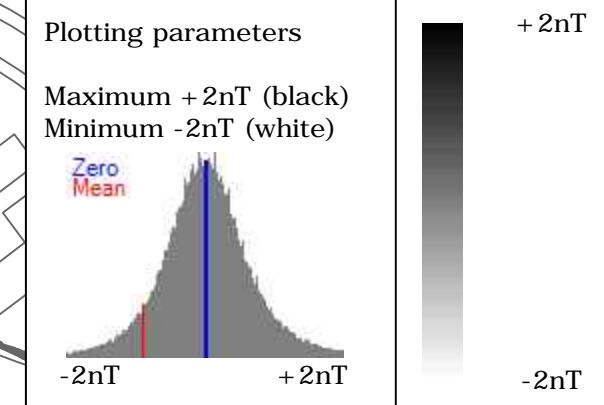 Plotting parameters
Maximum +2nT (black)
Minimum -2nT (white)
Zero
Mean
-2nT +2nT
+2nT
-2nT